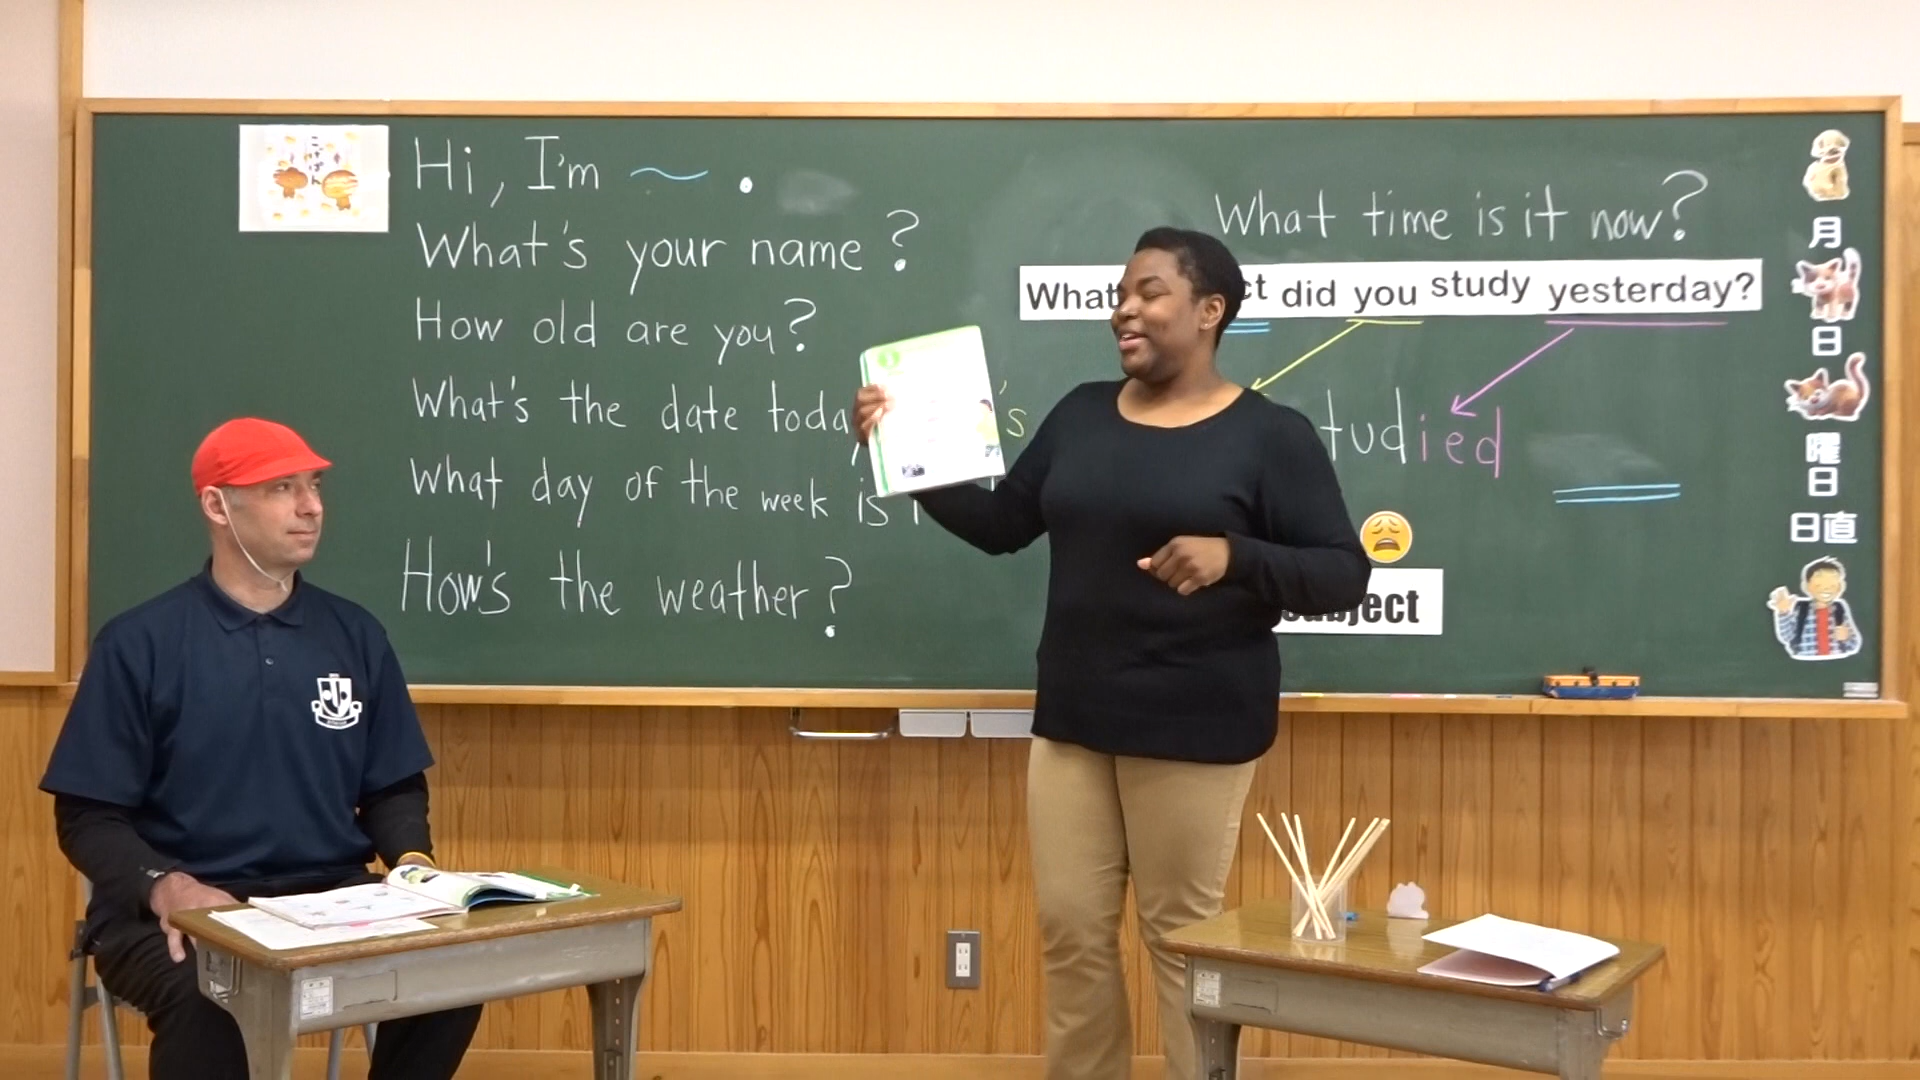 Hi, I'm ~.
What's your name?
How old are you?
What's the date toda
What day of the week is i
How's the weather?
What time is it now?
What ct did you study yesterday?
's
tudied
subject
月
日
曜
日
日直